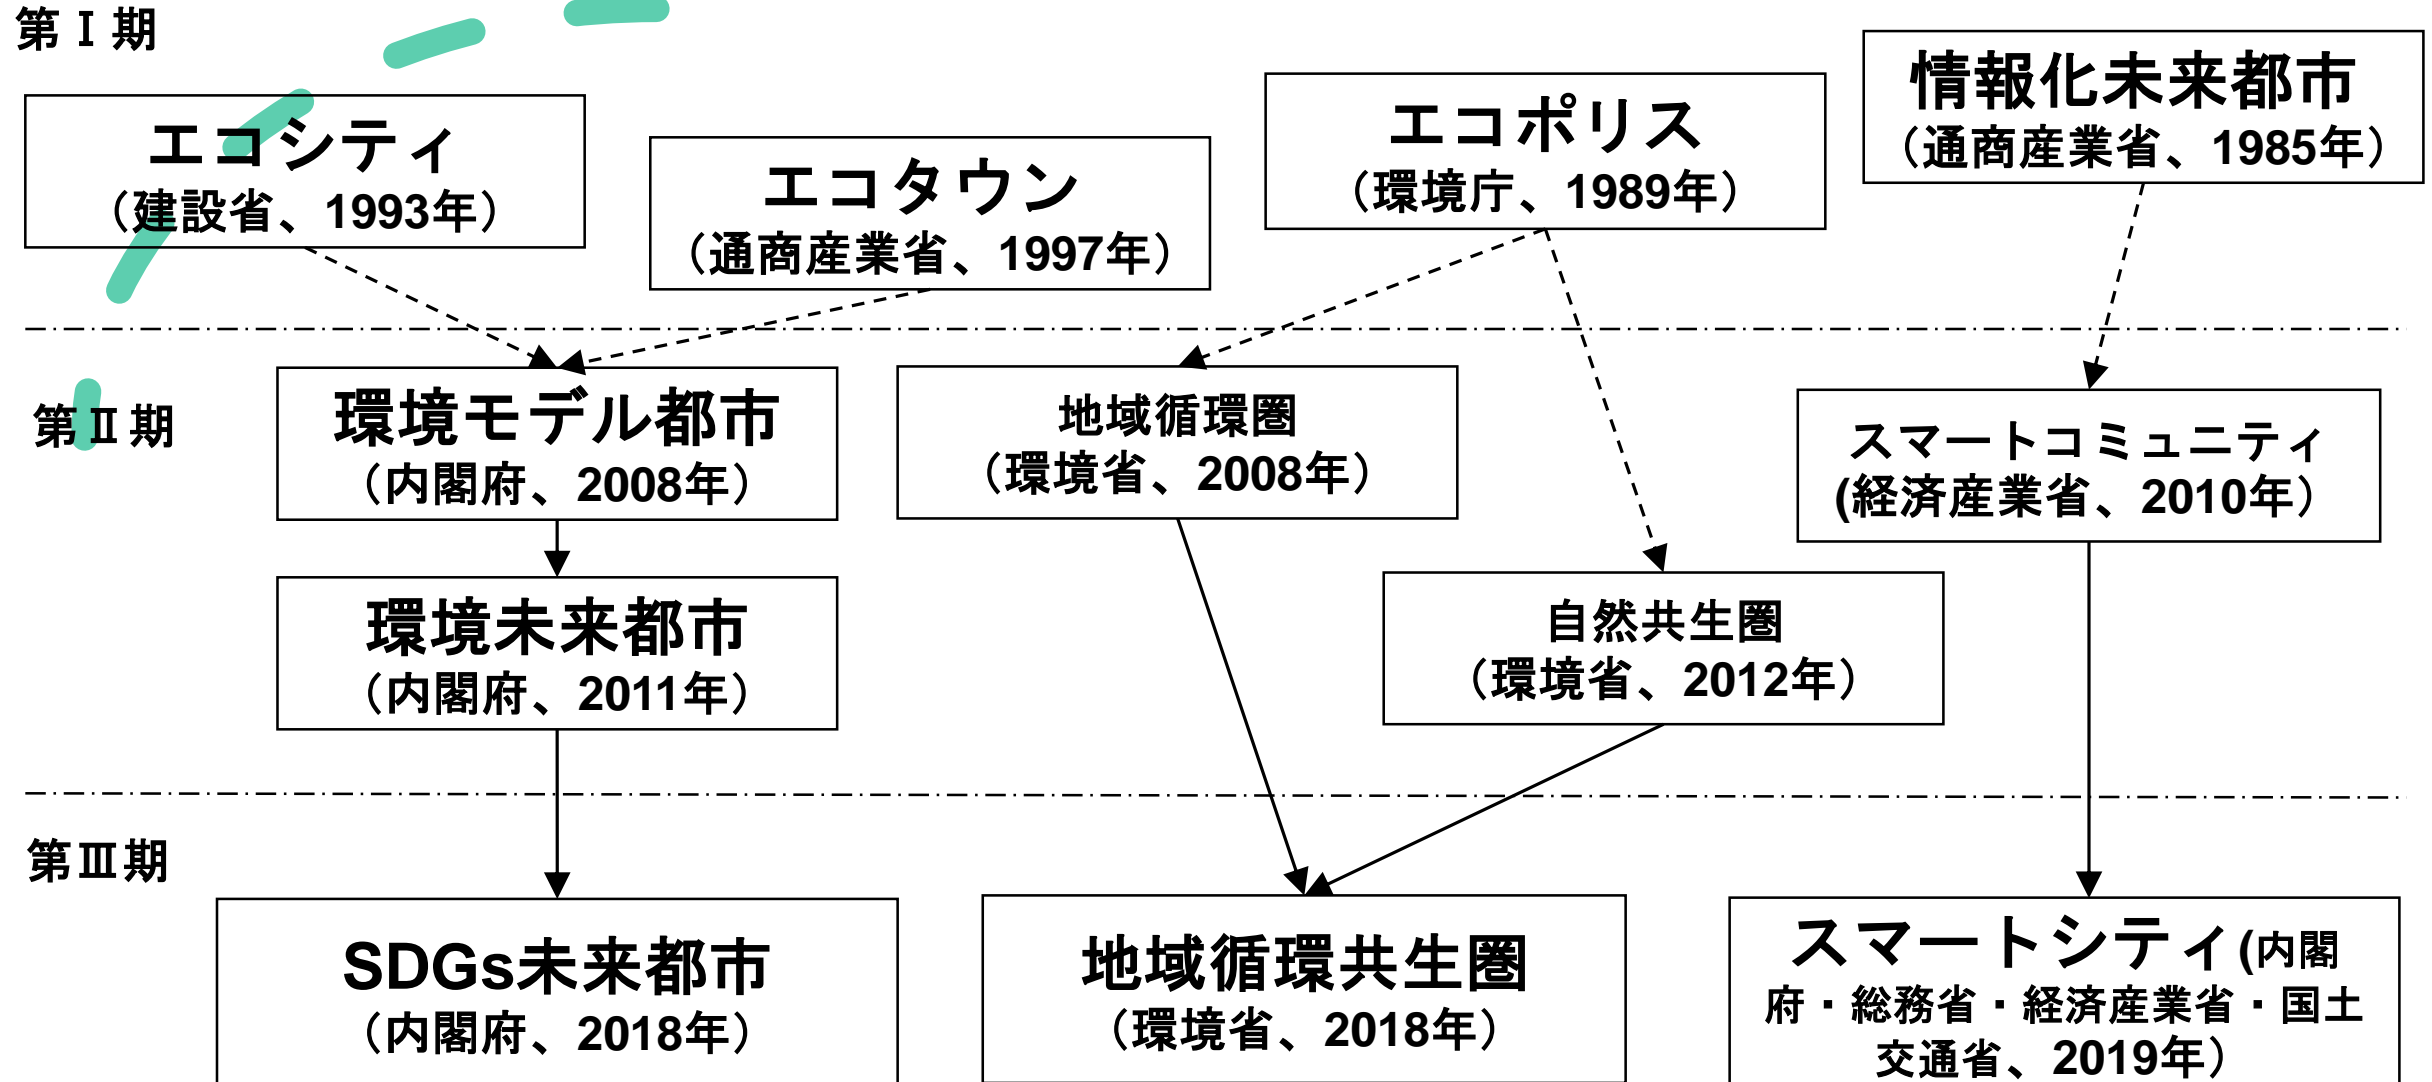 第Ⅰ期
エコシティ
（建設省、1993年）
エコタウン
（通商産業省、1997年）
エコポリス
（環境庁、1989年）
情報化未来都市
（通商産業省、1985年）
第Ⅱ期
環境モデル都市
（内閣府、2008年）
地域循環圏
（環境省、2008年）
スマートコミュニティ
(経済産業省、2010年）
環境未来都市
（内閣府、2011年）
自然共生圏
（環境省、2012年）
第Ⅲ期
SDGs未来都市
（内閣府、2018年）
地域循環共生圏
（環境省、2018年）
スマートシティ(内閣
府・総務省・経済産業省・国土
交通省、2019年）